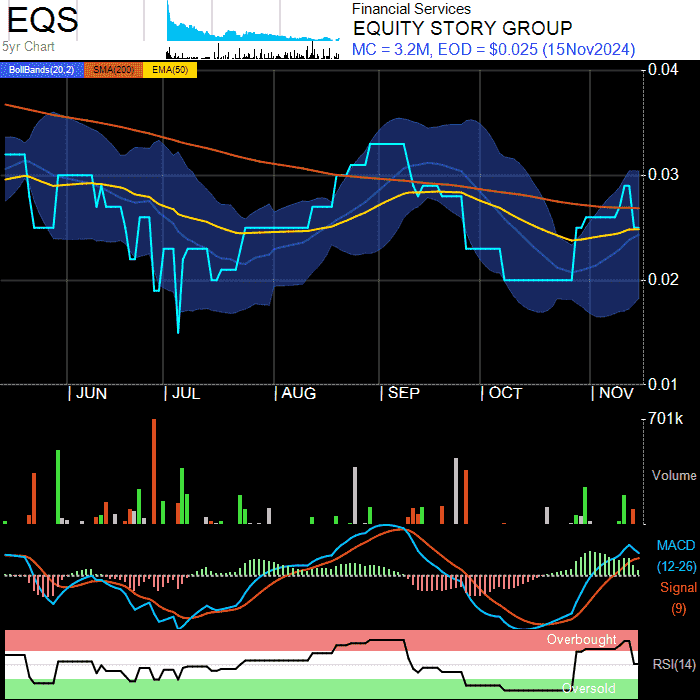 EQS
5yr Chart
Financial Services
EQUITY STORY GROUP
MC = 3.2M, EOD = $0.025 (15Nov2024)
BollBands(20,2) SMA(200) EMA(50)
0.04
0.03
0.02
0.01
JUN JUL AUG SEP OCT NOV
701k
Volume
MACD
(12-26)
Signal
(9)
Overbought
RSI(14)
Oversold